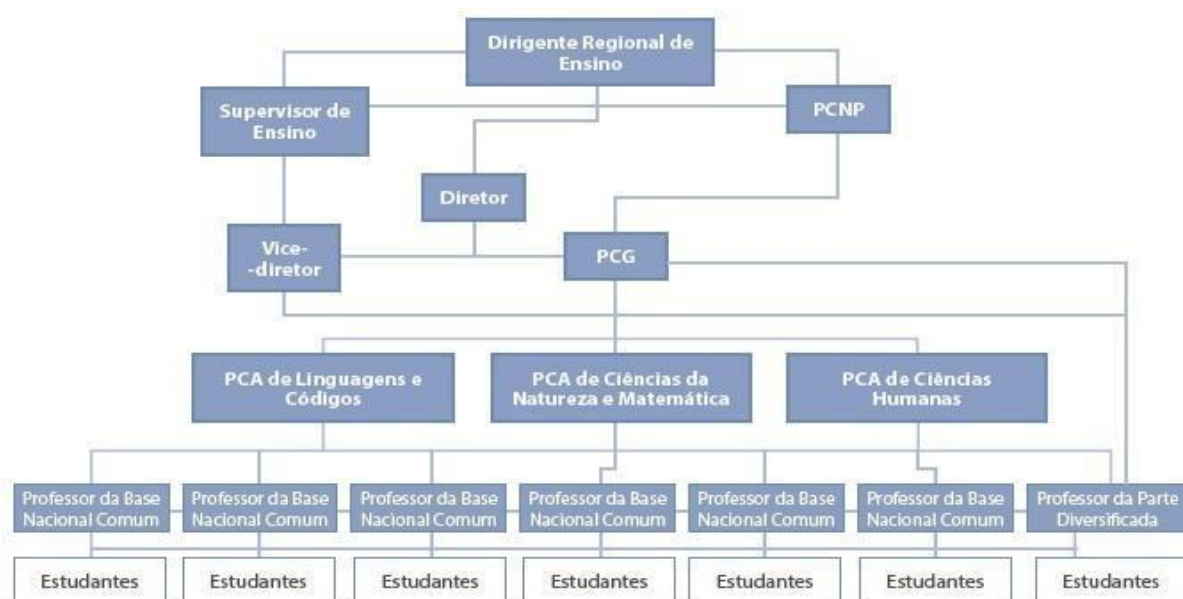 Dirigente Regional de
Ensino
Supervisor de
Ensino
PCNP
Diretor
Vice-
-diretor
PCG
PCA de Linguagens e
Códigos
PCA de Ciências da
Natureza e Matemática
PCA de Ciências
Humanas
Professor da Base
Nacional Comum
Professor da Base
Nacional Comum
Professor da Base
Nacional Comum
Professor da Base
Nacional Comum
Professor da Base
Nacional Comum
Professor da Base
Nacional Comum
Professor da Parte
Diversificada
Estudantes
Estudantes
Estudantes
Estudantes
Estudantes
Estudantes
Estudantes